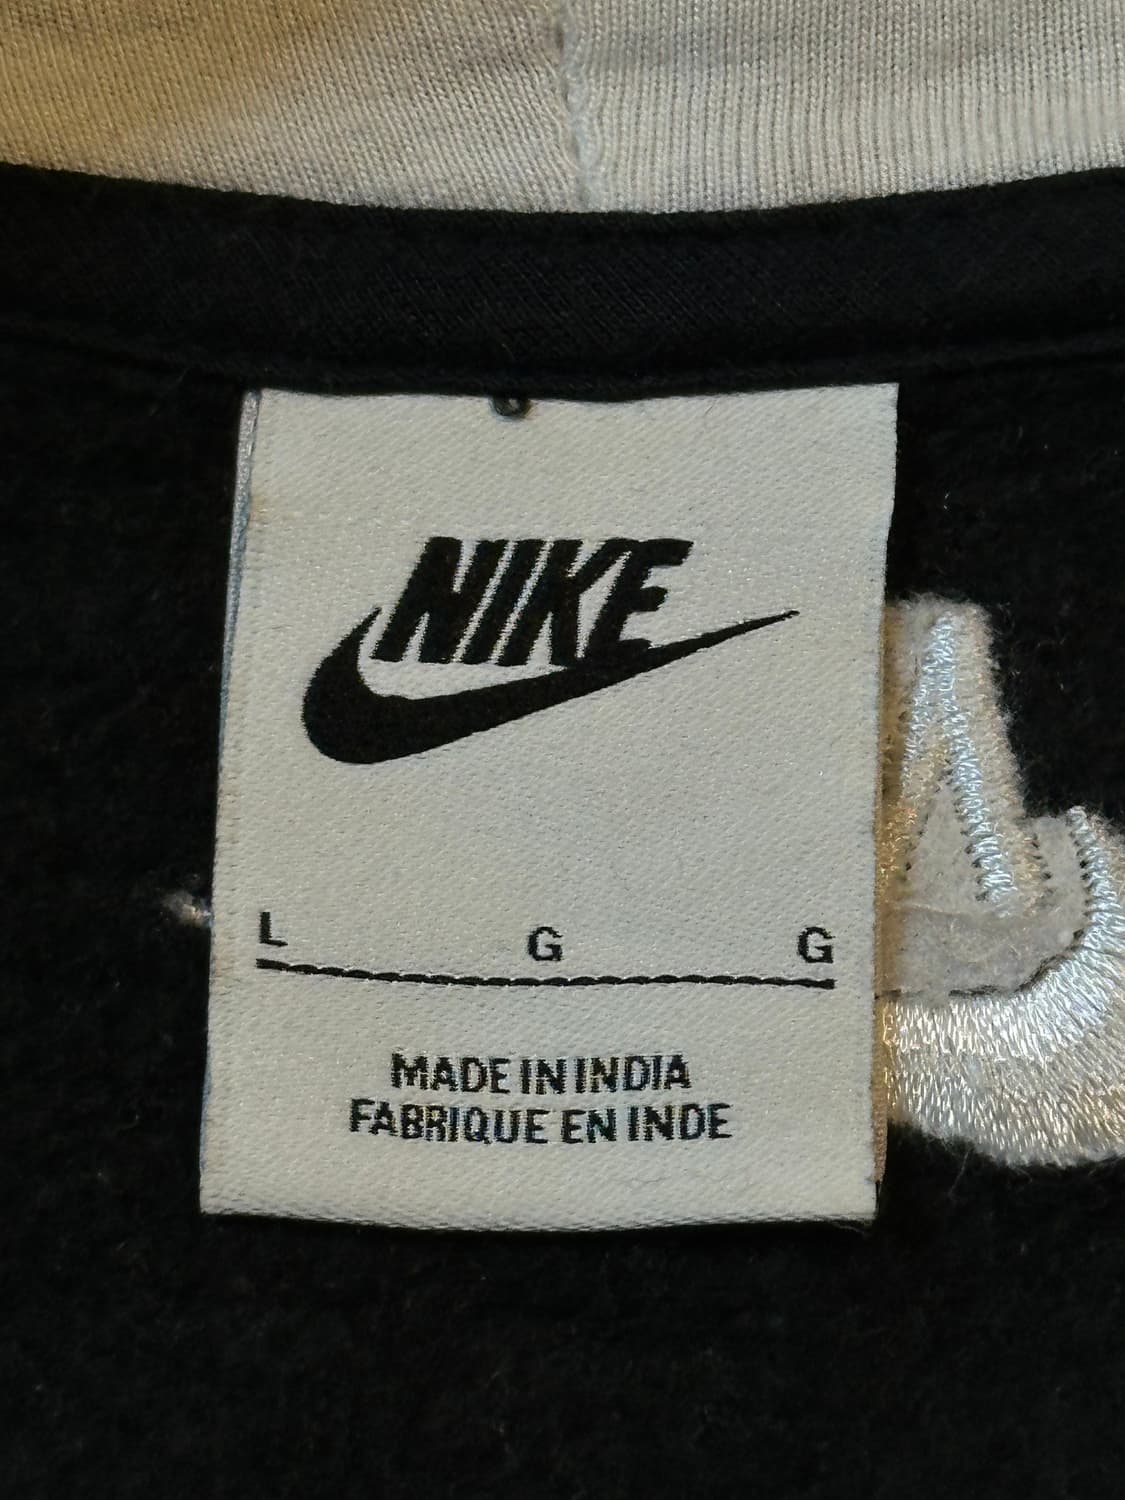 NIKE
L G G
MADE IN INDIA
FABRIQUE EN INDE